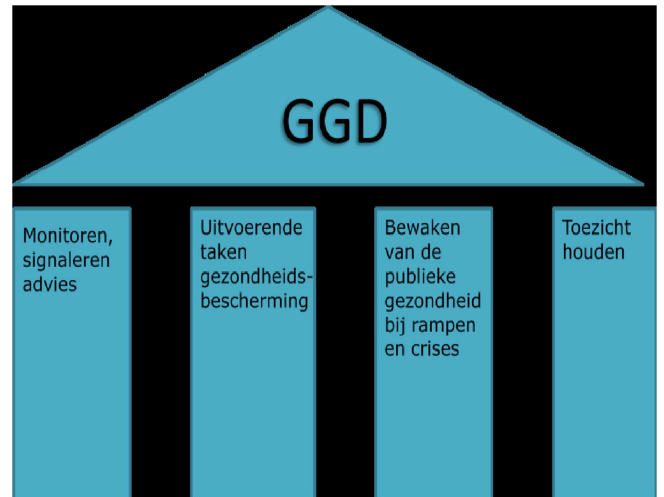 GGD
Monitoren,
signaleren
advies
Uitvoerende
taken
gezondheids-
bescherming
Bewaken
van de
publieke
gezondheid
bij rampen
en crises
Toezicht
houden